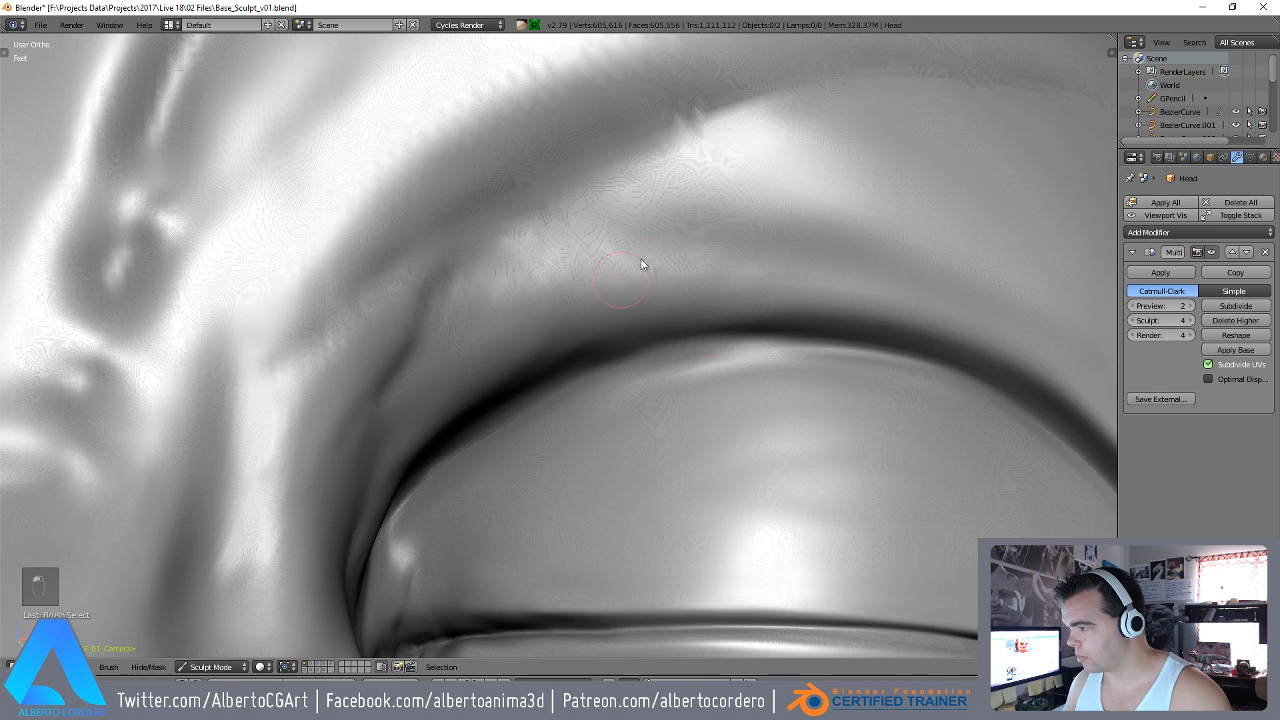 Blender* [F:\Projects Data\Projects\2017\Live 18\02 Files\Base_Sculpt_v01.blend]
File Render Window Help Default Scene Cycles Render v2.79 | Verts:605,616 | Faces:605,556 | Tris:1,211,112 | Objects:0/2 | Lamps:0/0 | Mem:328.37M | Head
View Search All Scenes
User Ortho
Feet
Scene
RenderLayers
World
GPencil
BezierCurve
BezierCurve.001
Head
Apply All Delete All
Viewport Vis Toggle Stack
Add Modifier
Multi
Apply Copy
Catmull-Clark Simple
Preview: 2 Subdivide
Sculpt: 4 Delete Higher
Render: 4 Reshape
Apply Base
Subdivide UVs
Optimal Disp...
Save External...
Last: Brush Select
E_01_Camera>
Brush Hide/Mask Sculpt Mode Selection
ALBERTO CORDERO
Twitter.com/AlbertoCGArt | Facebook.com/albertoanima3d | Patreon.com/albertocordero |
Blender Foundation
CERTIFIED TRAINER